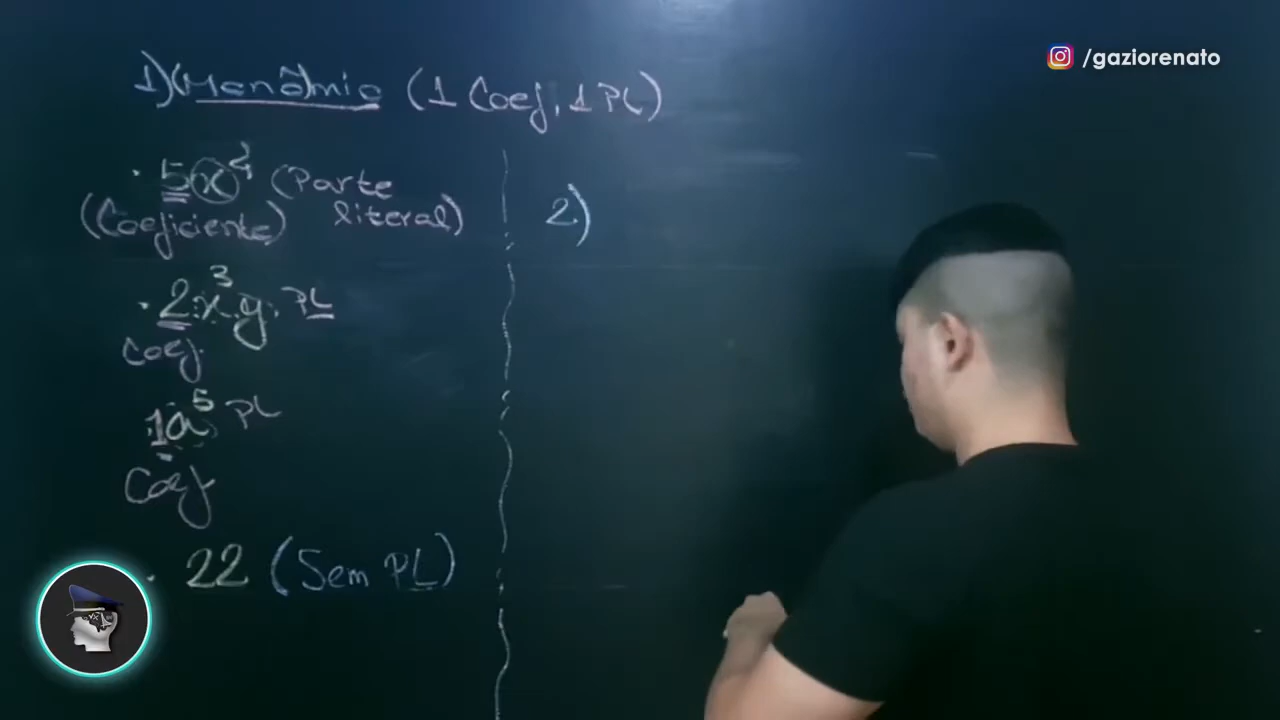 /gaziorenato
1) Monômio (1 Coef, 1 PL)
• 5x² (Parte
(Coeficiente) literal)
• 2x³y PL
Coef
1a⁵ PL
Coef
• 22 (Sem PL)
2)